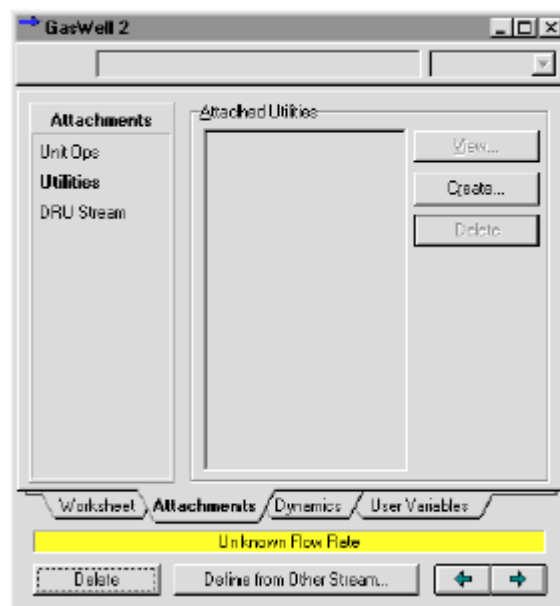 GasWell 2
Attachments
Unit Ops
Utilities
DRU Stream
Attached Utilities
View...
Create...
Delete
Worksheet Attachments Dynamics User Variables
Unknown Flow Rate
Delete Define from Other Stream...